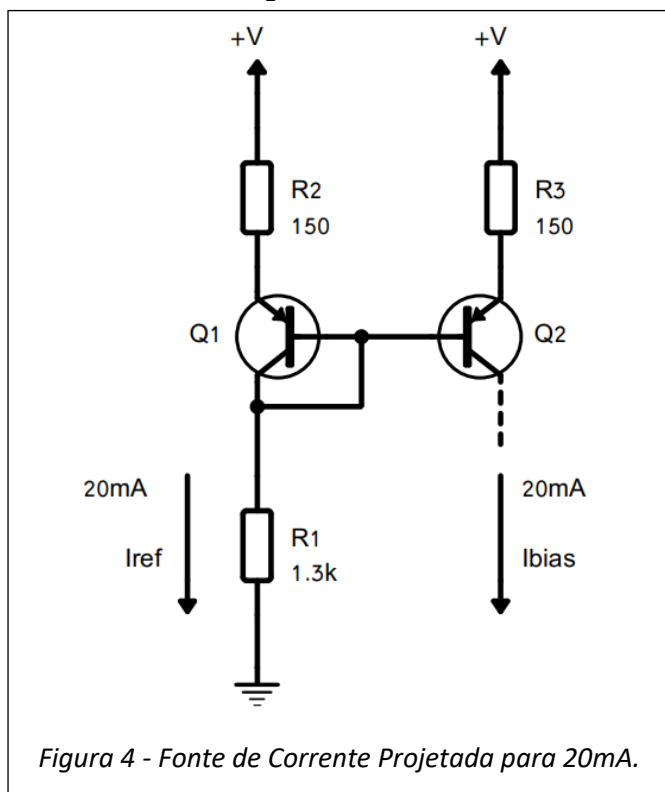 +V
+V
R2
150
R3
150
Q1
Q2
20mA
Iref
R1
1.3k
20mA
Ibias
Figura 4 - Fonte de Corrente Projetada para 20mA.